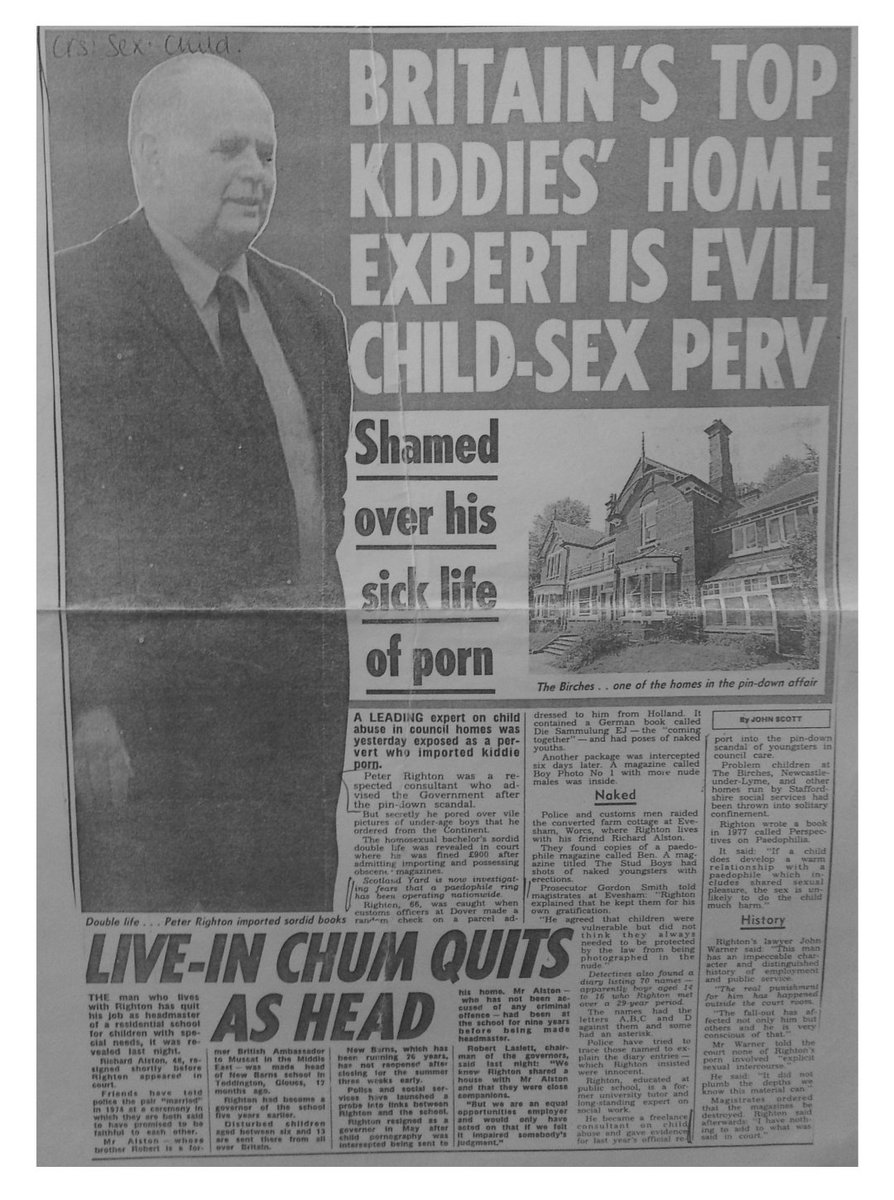 Crs: Sex: Child.
BRITAIN'S TOP
KIDDIES' HOME
EXPERT IS EVIL
CHILD-SEX PERV
Shamed
over his
sick life
of porn
The Birches . . one of the homes in the pin-down affair
Double life . . . Peter Righton imported sordid books
A LEADING expert on child
abuse in council homes was
yesterday exposed as a per-
vert who imported kiddie
porn.
Peter Righton was a re-
spected consultant who ad-
vised the Government after
the pin-down scandal.
But secretly he pored over vile
pictures of under-age boys that he
ordered from the Continent.
The homosexual bachelor's sordid
double life was revealed in court
where he was fined £900 after
admitting importing and possessing
obscene magazines.
Scotland Yard is now investigat-
ing fears that a paedophile ring
has been operating nationwide.
Righton, 66, was caught when
customs officers at Dover made a
random check on a parcel ad-
dressed to him from Holland. It
contained a German book called
Die Sammulung EJ — the "coming
together" — and had poses of naked
youths.
Another package was intercepted
six days later. A magazine called
Boy Photo No 1 with more nude
males was inside.
Naked
Police and customs men raided
the converted farm cottage at Eve-
sham, Worcs, where Righton lives
with his friend Richard Alston.
They found copies of a paedo-
phile magazine called Ben. A mag-
azine titled The Stud Boys had
shots of naked youngsters with
erections.
Prosecutor Gordon Smith told
magistrates at Evesham: "Righton
explained that he kept them for his
own gratification.
"He agreed that children were
vulnerable but did not
think they always
needed to be protected
by the law from being
photographed in the
nude."
Detectives also found a
diary listing 70 names —
apparently boys aged 14
to 16 who Righton met
over a 29-year period.
The names had the
letters A,B,C and D
against them and some
had an asterisk.
Police have tried to
trace those named to ex-
plain the diary entries —
which Righton insisted
were innocent.
Righton, educated at
public school, is a for-
mer university tutor and
long-standing expert on
social work.
He became a freelance
consultant on child
abuse and gave evidence
for last year's official re-
By JOHN SCOTT
port into the pin-down
scandal of youngsters in
council care.
Problem children at
The Birches, Newcastle-
under-Lyme, and other
homes run by Stafford-
shire social services had
been thrown into solitary
confinement.
Righton wrote a book
in 1977 called Perspec-
tives on Paedophilia.
It said: "If a child
does develop a warm
relationship with a
paedophile which in-
cludes shared sexual
pleasure, the sex is un-
likely to do the child
much harm."
History
Righton's lawyer John
Warner said: "This man
has an impeccable char-
acter and distinguished
history of employment
and public service.
"The real punishment
for him has happened
outside the court room.
"The fall-out has af-
fected not only him but
others and he is very
conscious of that."
Mr Warner told the
court none of Righton's
porn involved "explicit
sexual intercourse."
He said: "It did not
plumb the depths we
know this material can."
Magistrates ordered
that the magazines be
destroyed. Righton said
afterwards: "I have noth-
ing to add to what was
said in court."
LIVE-IN CHUM QUITS
AS HEAD
THE man who lives
with Righton has quit
his job as headmaster
of a residential school
for children with spe-
cial needs, it was re-
vealed last night.
Richard Alston, 48, re-
signed shortly before
Righton appeared in
court.
Friends have told
police the pair "married"
in 1974 at a ceremony in
which they are both said
to have promised to be
faithful to each other.
Mr Alston — whose
brother Robert is a for-
mer British Ambassador
to Muscat in the Middle
East — was made head
of New Barns school in
Teddington, Gloucs, 17
months ago.
Righton had become a
governor of the school
five years earlier.
Disturbed children
aged between six and 13
are sent there from all
over Britain.
New Barns, which has
been running 26 years,
has not reopened after
closing for the summer
three weeks early.
Police and social ser-
vices have launched a
probe into links between
Righton and the school.
Righton resigned as a
governor in May after
child pornography was
intercepted being sent to
his home. Mr Alston —
who has not been ac-
cused of any criminal
offence — had been at
the school for nine years
before being made
headmaster.
Robert Laslett, chair-
man of the governors,
said last night: "We
knew Righton shared a
house with Mr Alston
and that they were close
companions.
"But we are an equal
opportunities employer
and would only have
acted on that if we felt
it impaired somebody's
judgment."